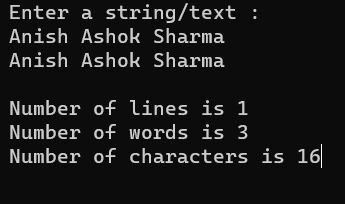 Enter a string/text :
Anish Ashok Sharma
Anish Ashok Sharma
Number of lines is 1
Number of words is 3
Number of characters is 16